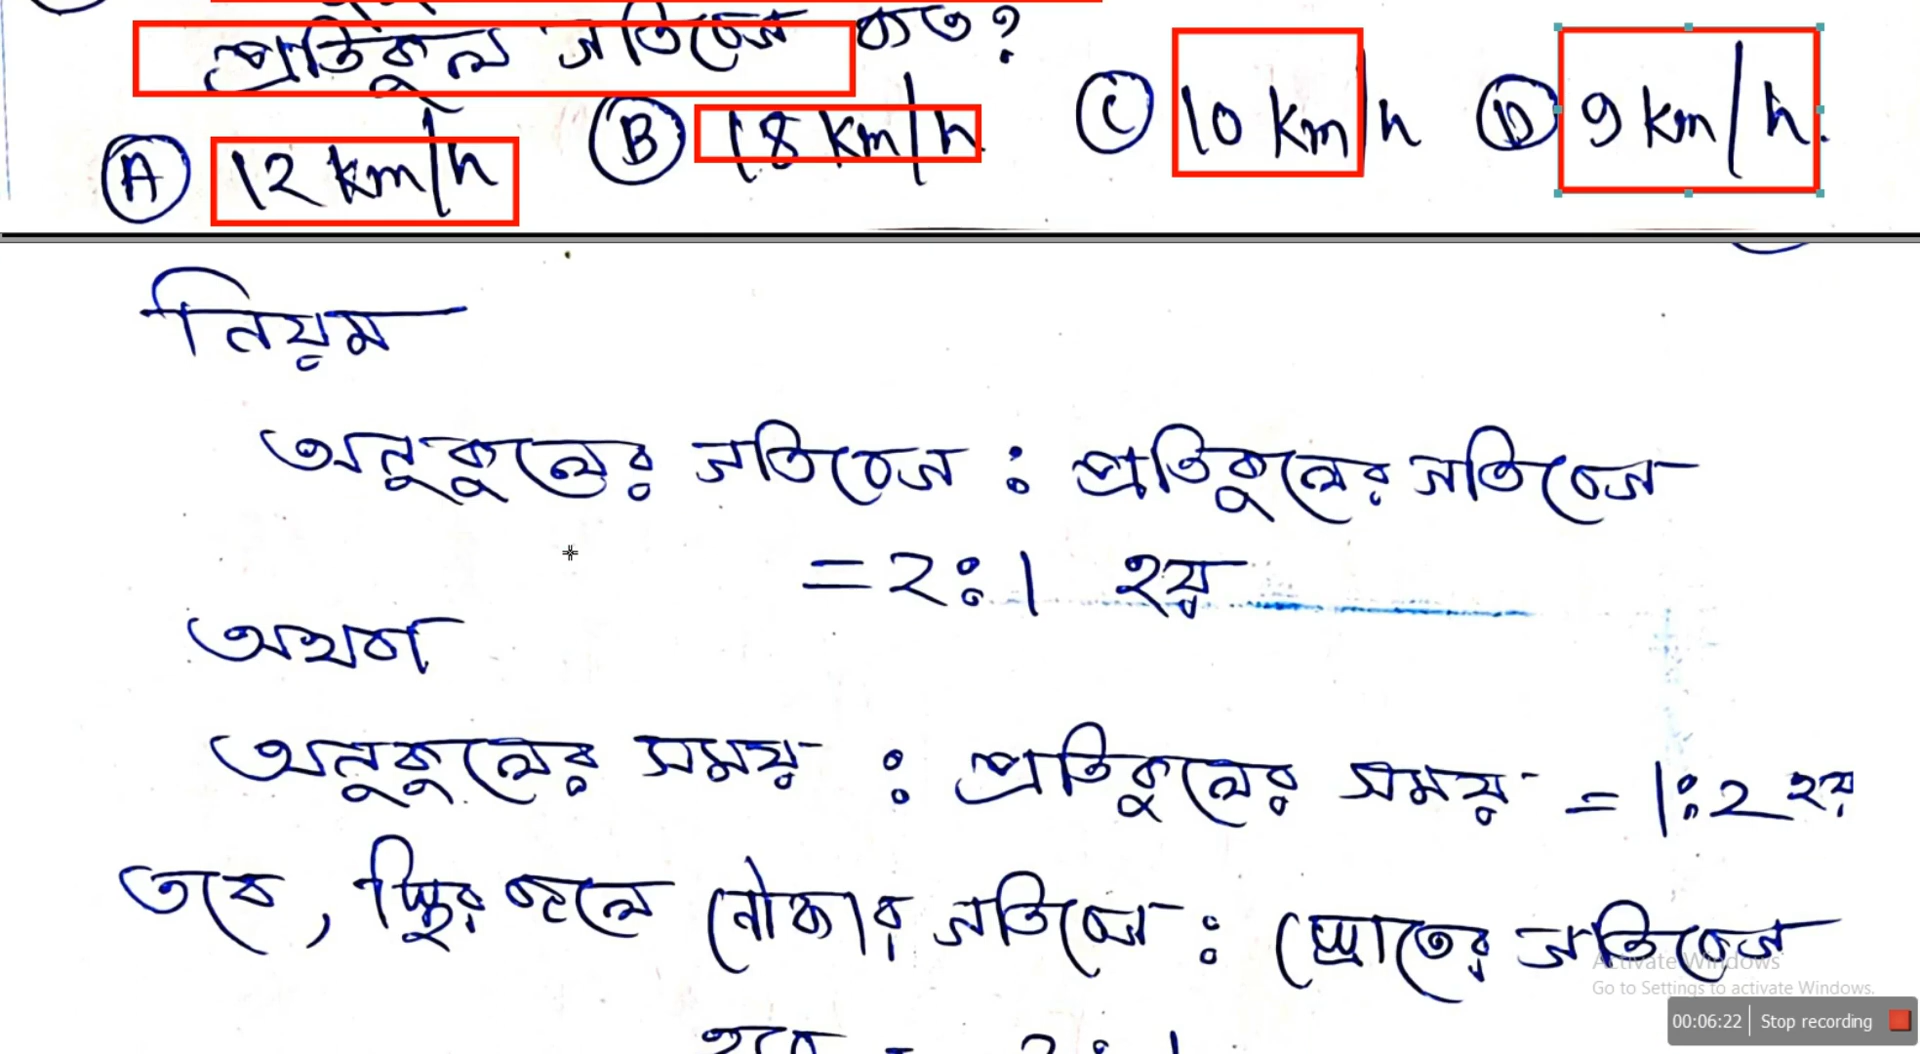 প্রতিকুল গতিবেগ কত?
Ⓐ 12 km/h Ⓑ 18 km/h Ⓒ 10 km/h Ⓓ 9 km/h.
নিয়ম
অনুকুলের গতিবেগ : প্রতিকুলের গতিবেগ
= 2 : 1 হয়
অথবা
অনুকুলের সময় : প্রতিকুলের সময় = 1 : 2 হয়
তবে, স্থির জলে নৌকার গতিবেগ : স্রোতের গতিবেগ
Activate Windows
Go to Settings to activate Windows.
00:06:22 Stop recording